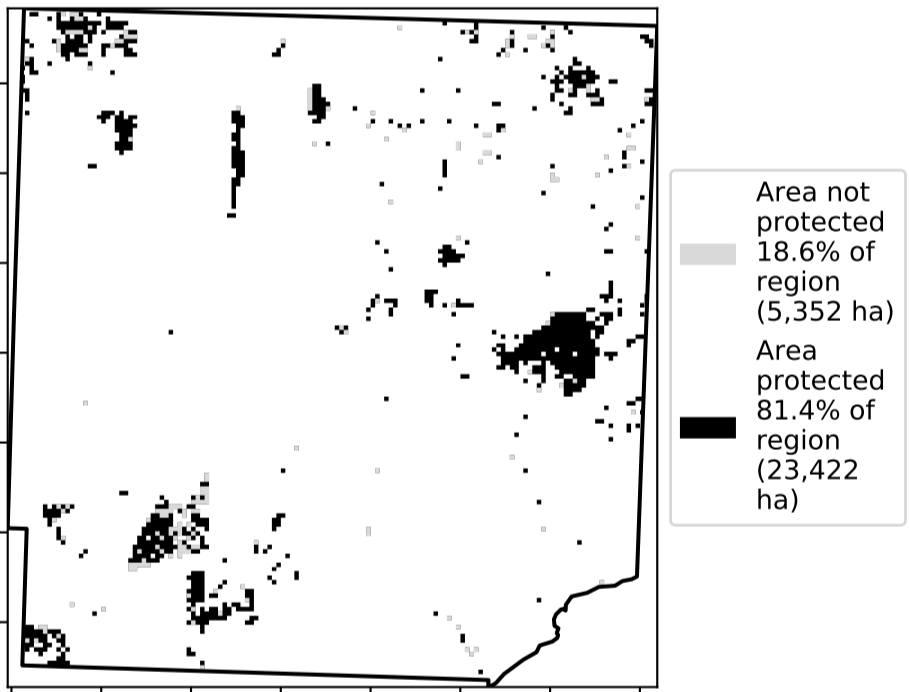 Area not
protected
18.6% of
region
(5,352 ha)
Area
protected
81.4% of
region
(23,422
ha)